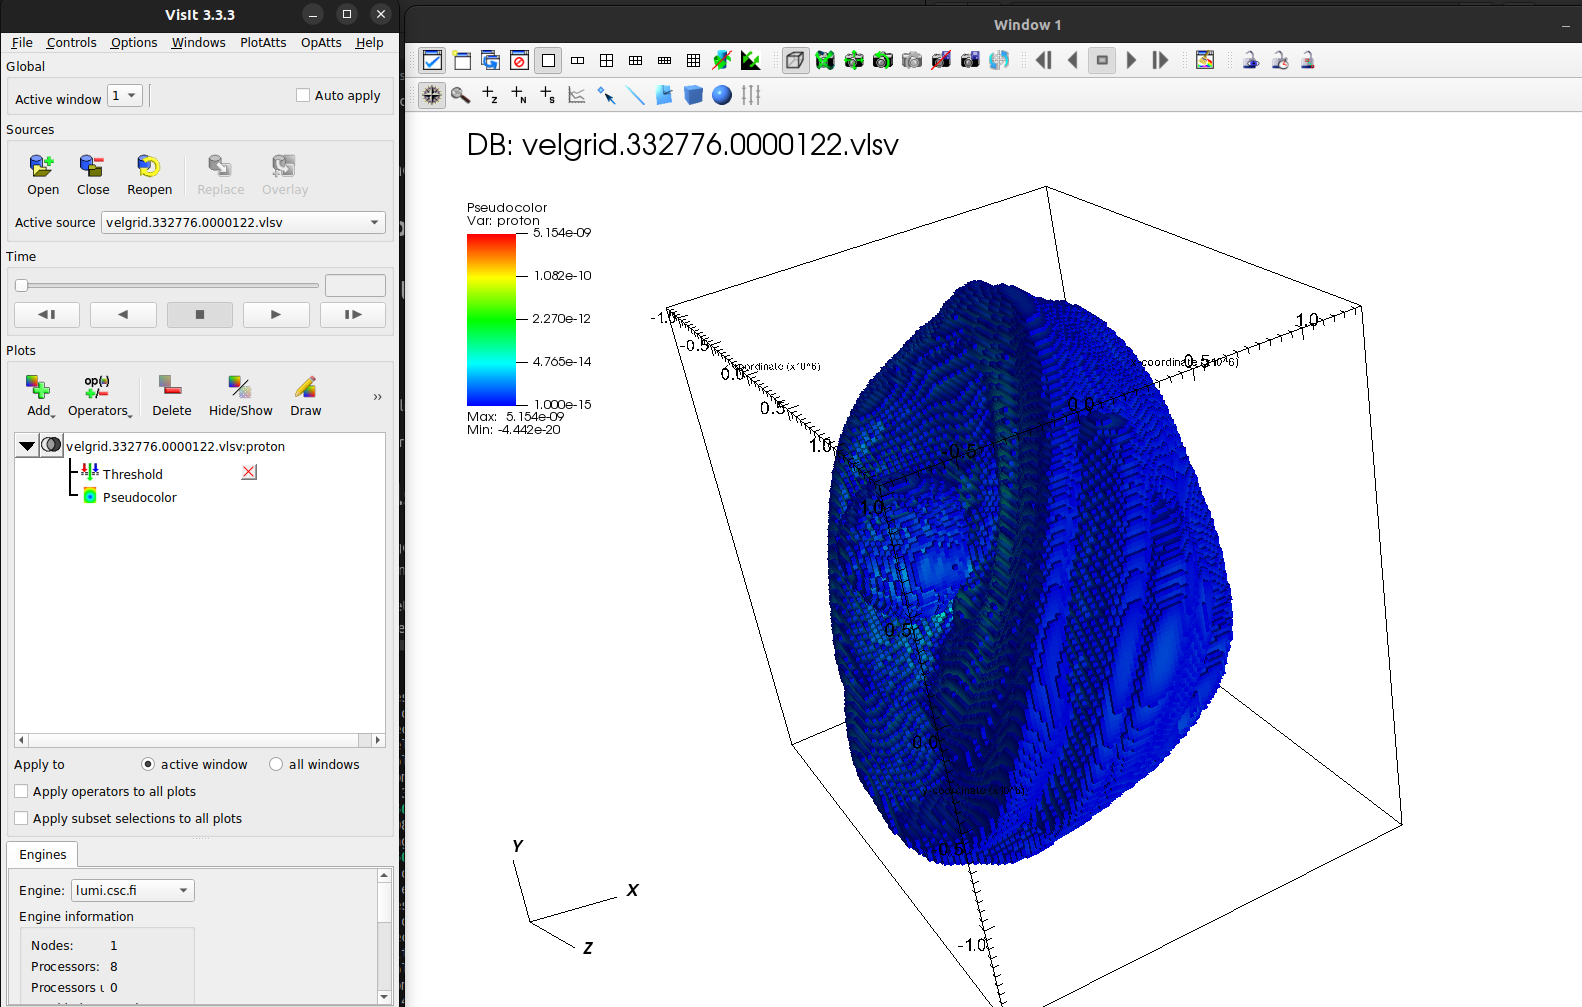 VisIt 3.3.3
File Controls Options Windows PlotAtts OpAtts Help
Global
Active window 1 Auto apply
Sources
Open Close Reopen Replace Overlay
Active source velgrid.332776.0000122.vlsv
Time
Plots
op(·)
+/−
Add Operators Delete Hide/Show Draw
velgrid.332776.0000122.vlsv:proton
Threshold
Pseudocolor
Apply to active window all windows
Apply operators to all plots
Apply subset selections to all plots
Engines
Engine: lumi.csc.fi
Engine information
Nodes: 1
Processors: 8
Processors u 0
Window 1
Z
N
S
DB: velgrid.332776.0000122.vlsv
Pseudocolor
Var: proton
5.154e-09
1.082e-10
2.270e-12
4.765e-14
1.000e-15
Max: 5.154e-09
Min: -4.442e-20
-1.0
-0.5
0.0
coordinate (x10^6)
0.5
1.0
1.0
0.5
coordinate (x10^6)
0.0
-0.5
1.0
0.5
0.0
coordinate (x10^6)
-1.0
Y
X
Z